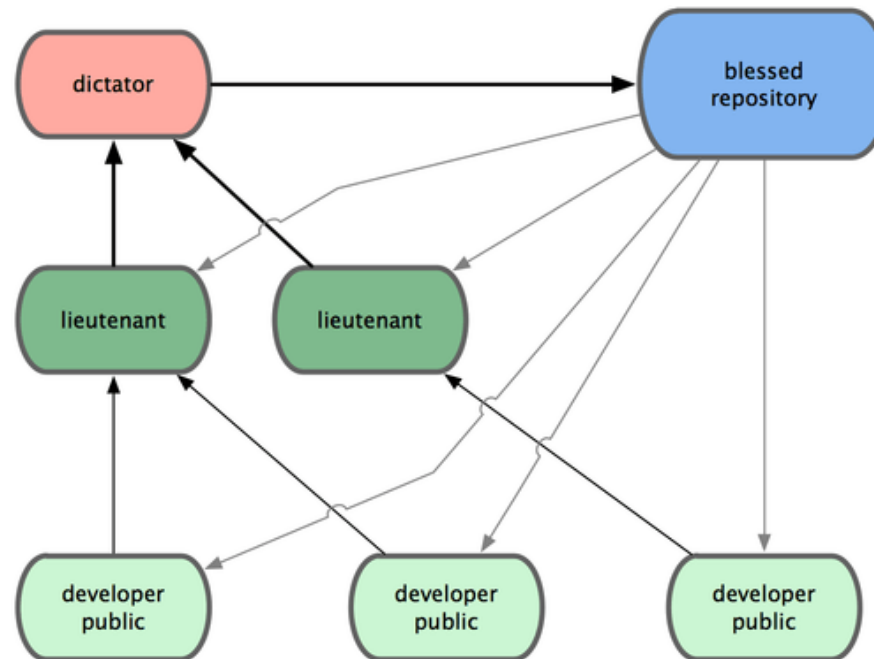 dictator
blessed
repository
lieutenant
lieutenant
developer
public
developer
public
developer
public